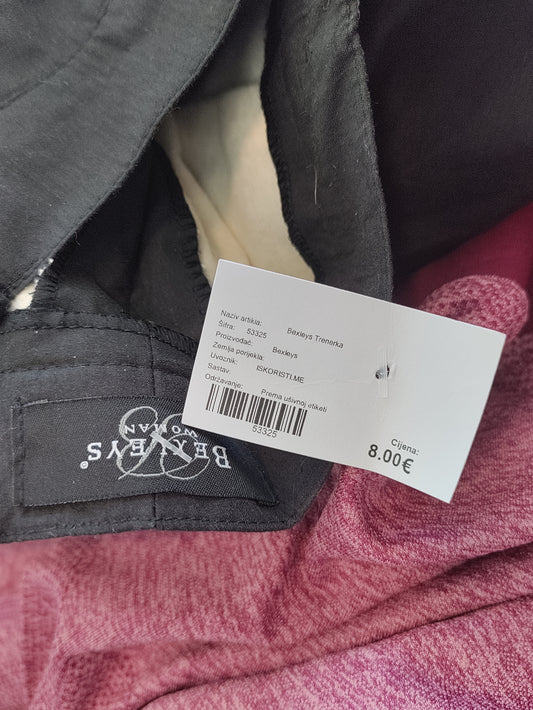 Naziv artikla: Bexleys Trenerka
Šifra: 53325
Proizvođač: Bexleys
Zemlja porijekla:
Uvoznik: ISKORISTI.ME
Sastav:
Održavanje: Prema ušivnoj etiketi
53325
Cijena:
8.00€
BEXLEYS®
WOMAN